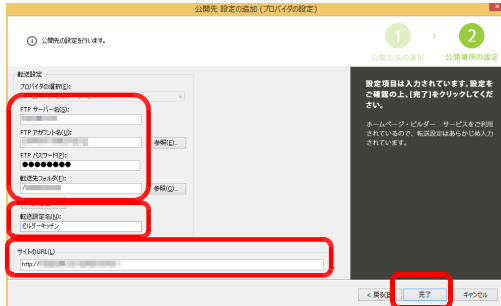 公開先 設定の追加 (プロバイダの設定)
公開先の設定を行います。
1
2
公開方法の選択
公開場所の設定
転送設定
プロバイダの選択(E):
FTP サーバー名(S):
FTP アカウント名(U):
参照(E)...
FTP パスワード(P):
転送先フォルダ(F):
/
参照(O)...
転送設定名(N):
ビルダーキッチン
サイトのURL(L)
http://
設定項目は入力されています。設定を
ご確認の上、[完了]をクリックしてくだ
さい。
ホームページ・ビルダー サービスをご利用
されているので、転送設定はあらかじめ入力
されています。
< 戻る(B)
完了
キャンセル